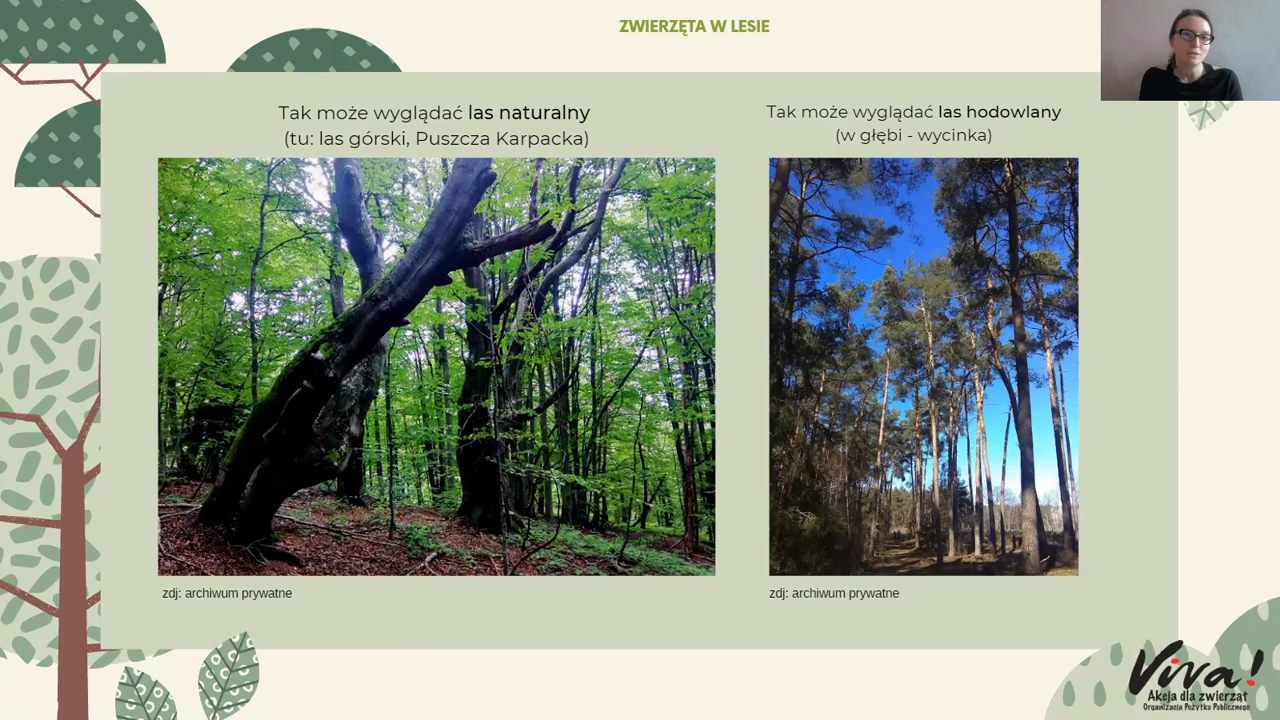 ZWIERZĘTA W LESIE
Tak może wyglądać las naturalny
(tu: las górski, Puszcza Karpacka)
Tak może wyglądać las hodowlany
(w głębi - wycinka)
zdj: archiwum prywatne
zdj: archiwum prywatne
Viva!
Akcja dla zwierząt
Organizacja Pożytku Publicznego